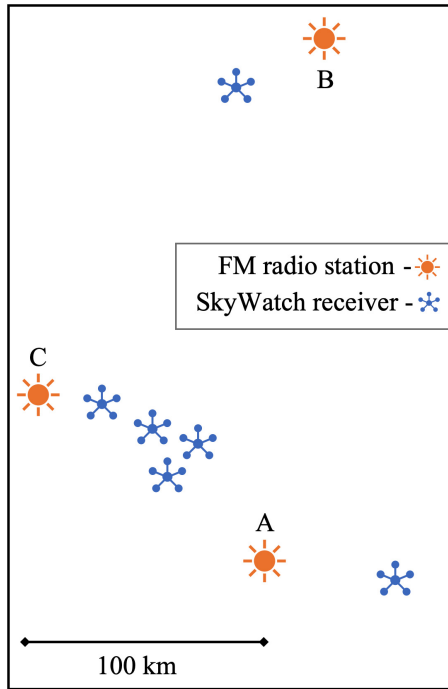 B
FM radio station -
SkyWatch receiver -
C
A
100 km